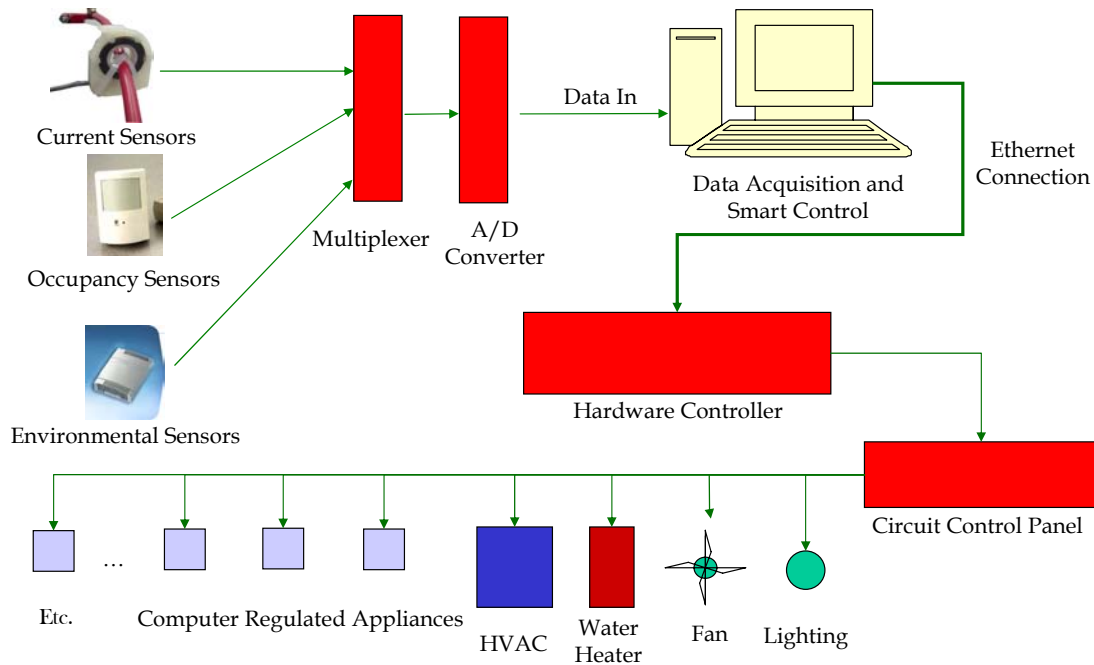 Current Sensors
Occupancy Sensors
Environmental Sensors
Multiplexer
A/D
Converter
Data In
Data Acquisition and
Smart Control
Ethernet
Connection
Hardware Controller
Circuit Control Panel
...
Etc.
Computer Regulated Appliances
HVAC
Water
Heater
Fan
Lighting